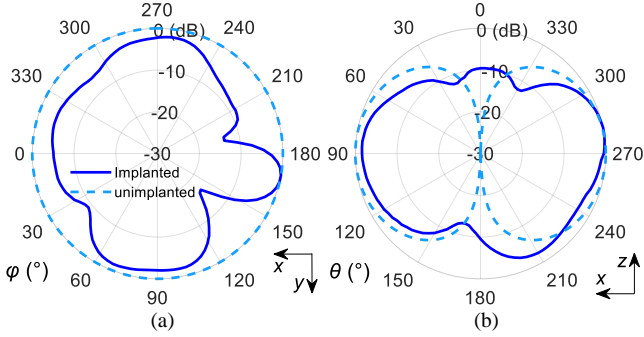 270
300 0 (dB) 240
330 -10 210
-20
0 -30 180
Implanted
unimplanted
30 150
φ (°) 60 120 x
90 y
(a)
0
30 0 (dB) 330
60 -10 300
-20
90 -30 270
120 240
θ (°) 150 210 x z
180
(b)